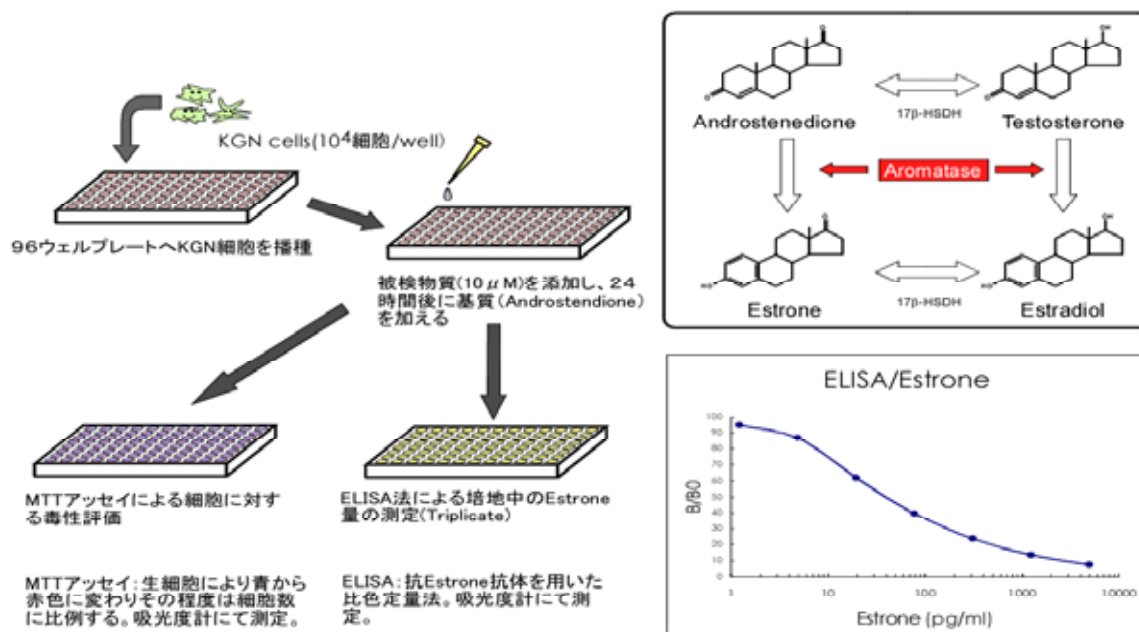 KGN cells(10⁴細胞/well)
96ウェルプレートへKGN細胞を播種
被検物質(10μM)を添加し、24
時間後に基質(Androstendione)
を加える
MTTアッセイによる細胞に対す
る毒性評価
ELISA法による培地中のEstrone
量の測定(Triplicate)
MTTアッセイ:生細胞により青から
赤色に変わりその程度は細胞数
に比例する。吸光度計にて測定。
ELISA:抗Estrone抗体を用いた
比色定量法。吸光度計にて測
定。
O
OH
O
O
Androstenedione
17β-HSDH
Testosterone
Aromatase
O
OH
HO
HO
Estrone
17β-HSDH
Estradiol
ELISA/Estrone
B/B0
100
90
80
70
60
50
40
30
20
10
0
1
10
100
1000
10000
Estrone (pg/ml)